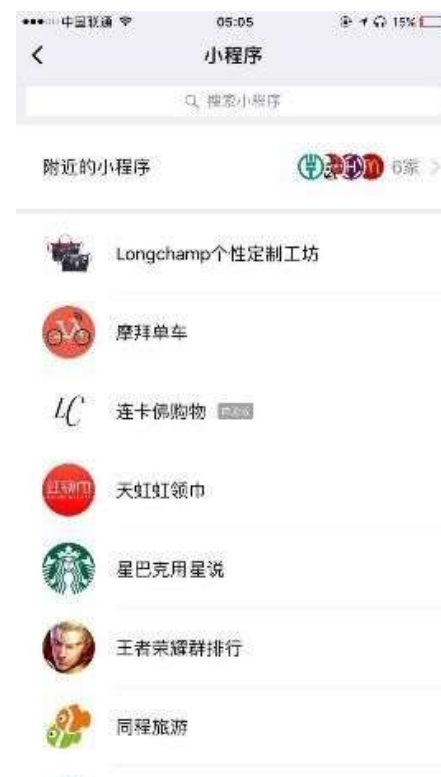 中国联通 05:05 15%
小程序
搜索小程序
附近的小程序 6家
Longchamp个性定制工坊
摩拜单车
LC 连卡佛购物
天虹红领巾
星巴克用星说
王者荣耀群排行
同程旅游